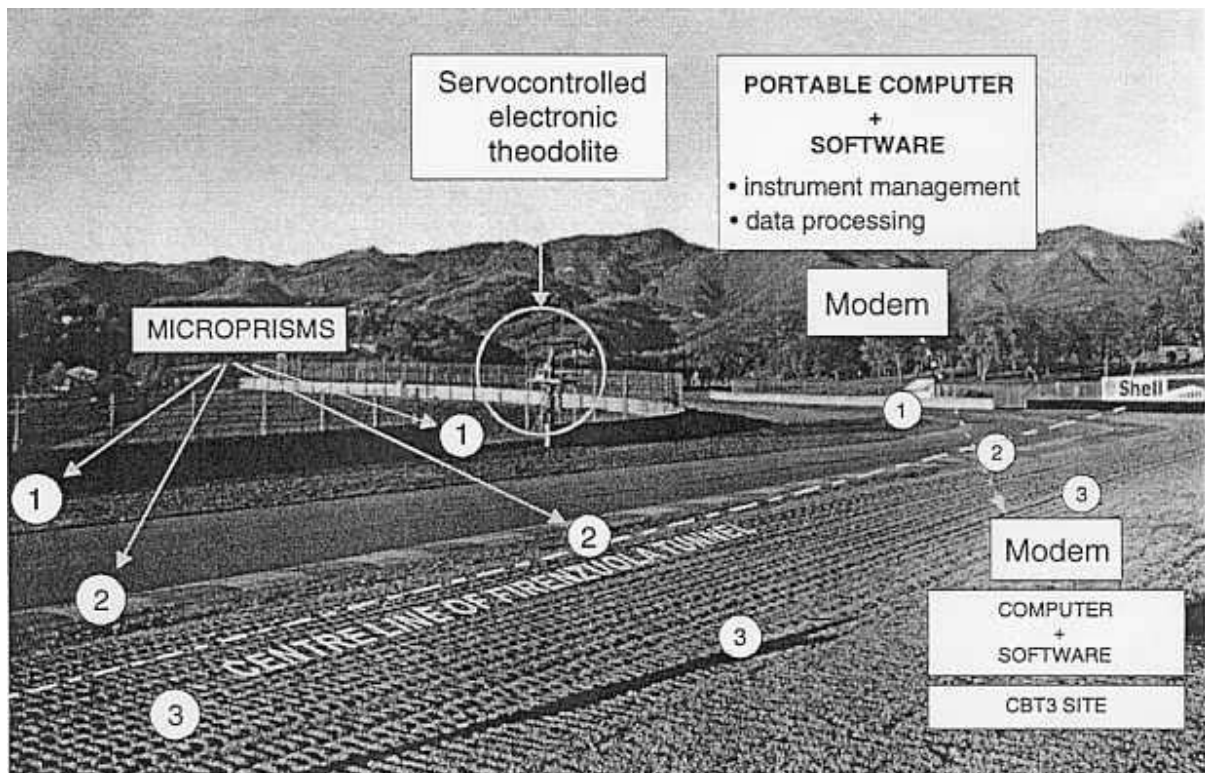 Servocontrolled
electronic
theodolite
PORTABLE COMPUTER
+
SOFTWARE
• instrument management
• data processing
Modem
MICROPRISMS
Shell
1
1
1
2
2
2
3
3
3
CENTRE LINE OF FIRENZUOLA TUNNEL
Modem
COMPUTER
+
SOFTWARE
CBT3 SITE